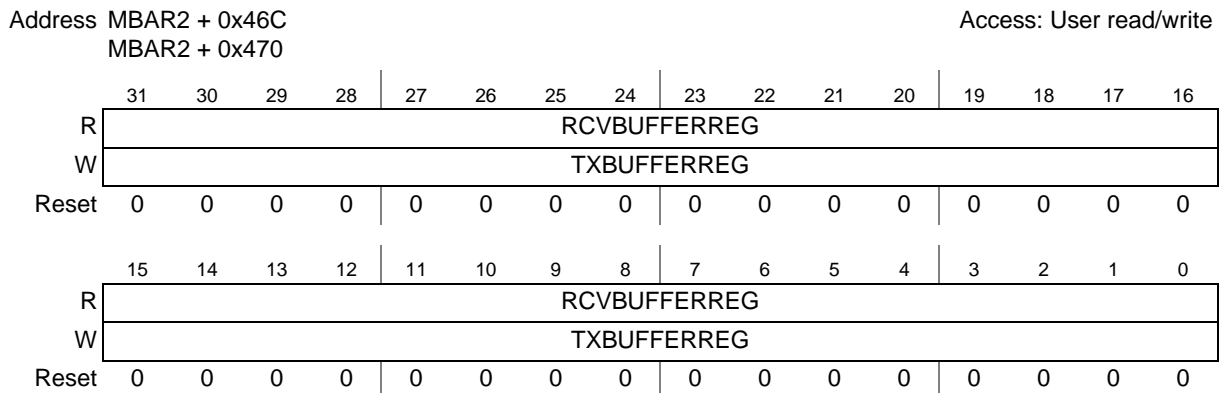 Address MBAR2 + 0x46C Access: User read/write
MBAR2 + 0x470
31 30 29 28 27 26 25 24 23 22 21 20 19 18 17 16
R RCVBUFFERREG
W TXBUFFERREG
Reset 0 0 0 0 0 0 0 0 0 0 0 0 0 0 0 0
15 14 13 12 11 10 9 8 7 6 5 4 3 2 1 0
R RCVBUFFERREG
W TXBUFFERREG
Reset 0 0 0 0 0 0 0 0 0 0 0 0 0 0 0 0